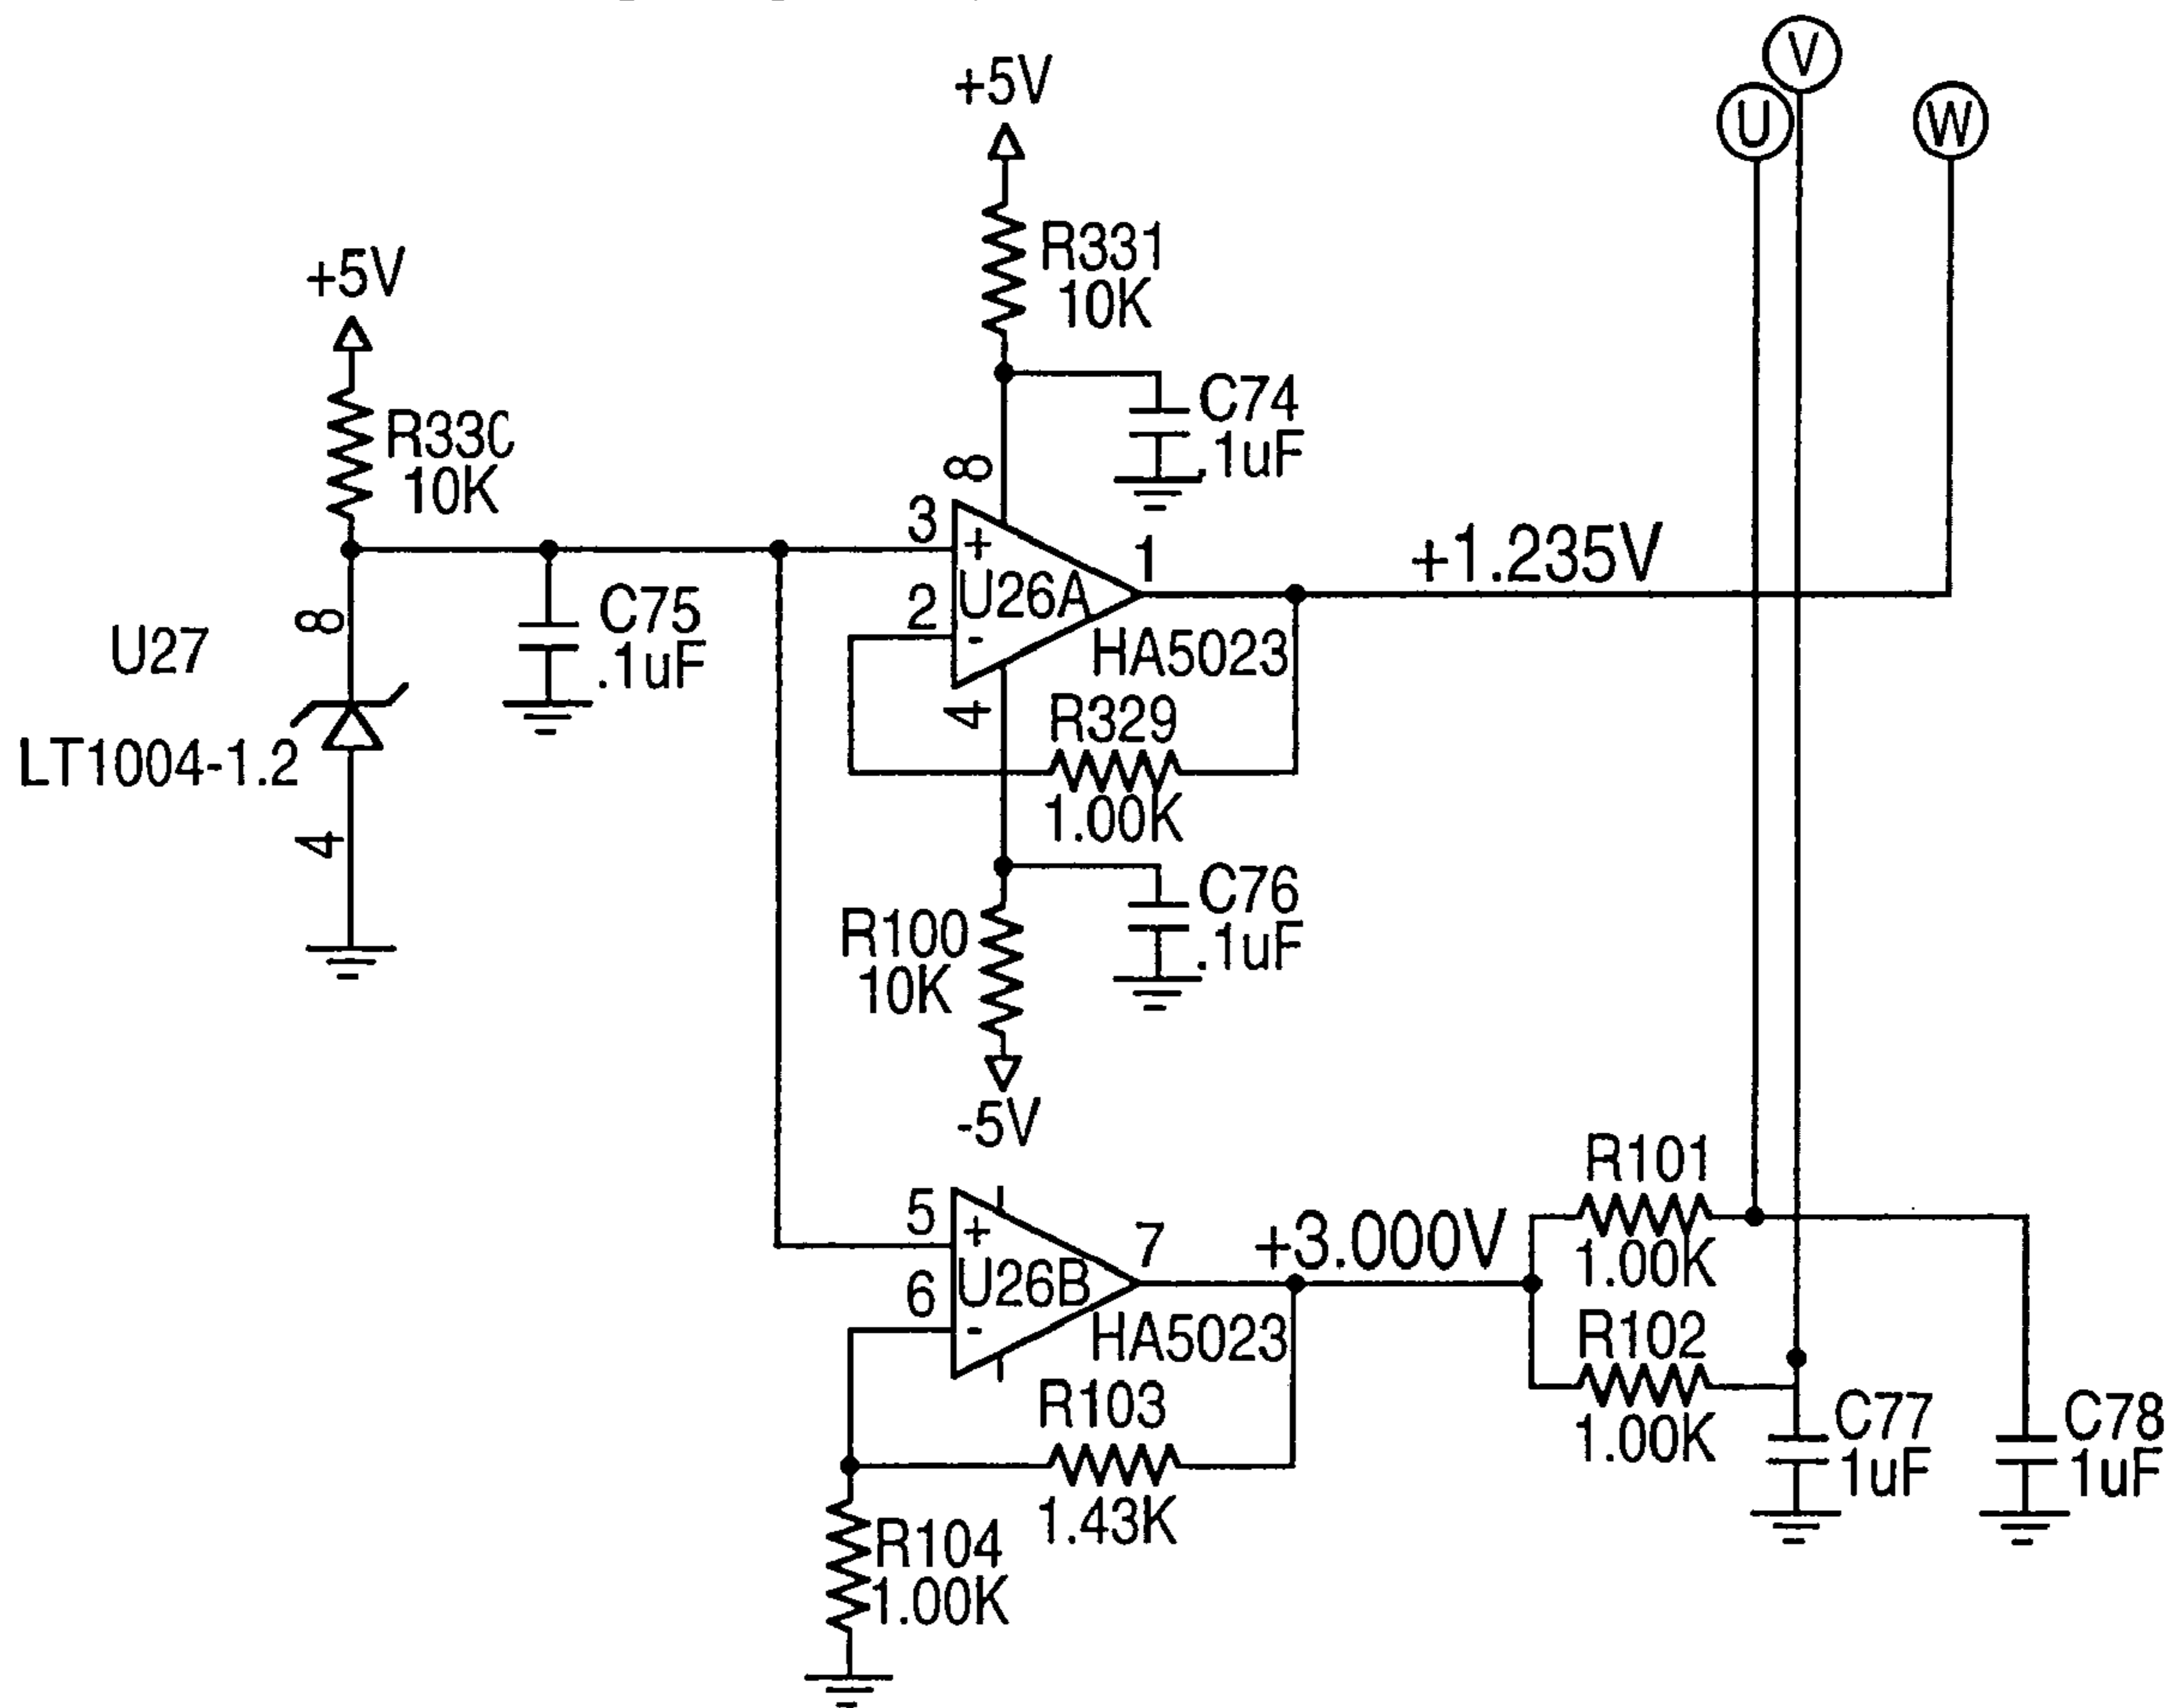 V
U
W
+5V
R331
10K
+5V
R330
10K
C74
.1uF
8
3
+
1
+1.235V
U26A
2
-
HA5023
8
C75
.1uF
U27
4
R329
1.00K
LT1004-1.2
4
C76
.1uF
R100
10K
-5V
R101
1.00K
5
+
7
+3.000V
U26B
6
-
HA5023
R102
1.00K
R103
1.43K
C77
1uF
C78
1uF
R104
1.00K